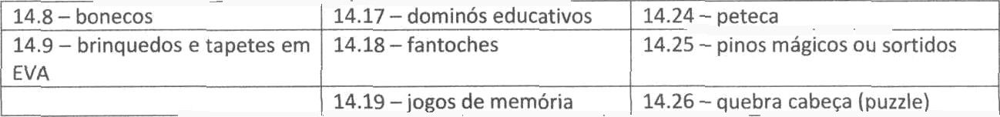 14.8 – bonecos 14.17 – dominós educativos 14.24 – peteca
14.9 – brinquedos e tapetes em EVA 14.18 – fantoches 14.25 – pinos mágicos ou sortidos
14.19 – jogos de memória 14.26 – quebra cabeça (puzzle)